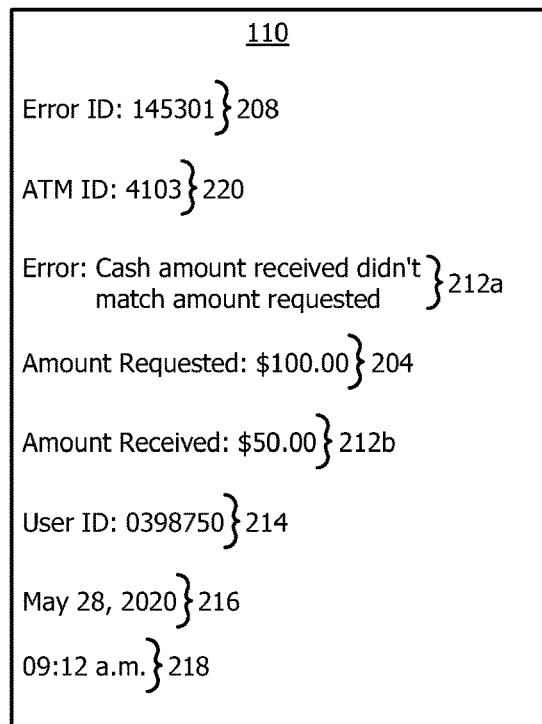 110
Error ID: 145301 208
ATM ID: 4103 220
Error: Cash amount received didn't
match amount requested 212a
Amount Requested: $100.00 204
Amount Received: $50.00 212b
User ID: 0398750 214
May 28, 2020 216
09:12 a.m. 218